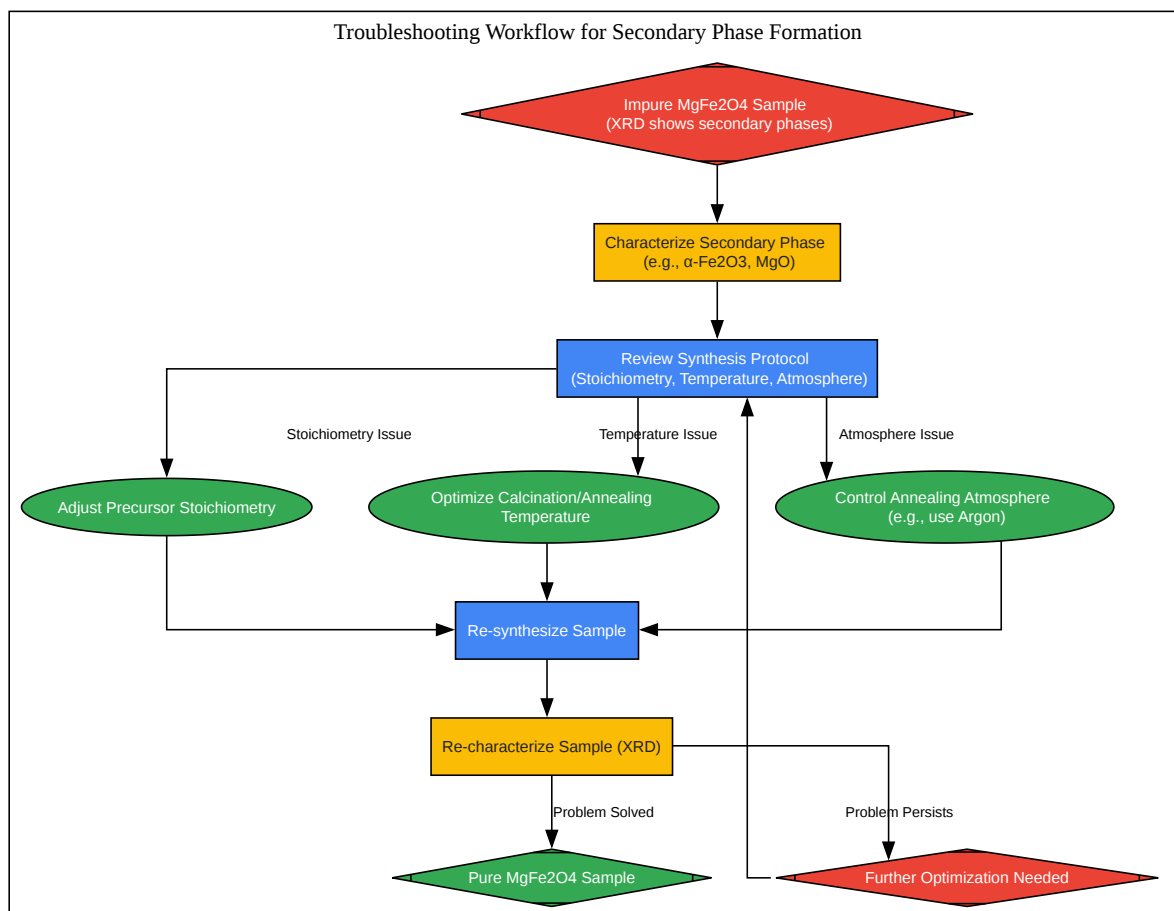 Troubleshooting Workflow for Secondary Phase Formation
Impure MgFe2O4 Sample
(XRD shows secondary phases)
Characterize Secondary Phase
(e.g., α-Fe2O3, MgO)
Review Synthesis Protocol
(Stoichiometry, Temperature, Atmosphere)
Stoichiometry Issue
Temperature Issue
Atmosphere Issue
Adjust Precursor Stoichiometry
Optimize Calcination/Annealing
Temperature
Control Annealing Atmosphere
(e.g., use Argon)
Re-synthesize Sample
Re-characterize Sample (XRD)
Problem Solved
Problem Persists
Pure MgFe2O4 Sample
Further Optimization Needed